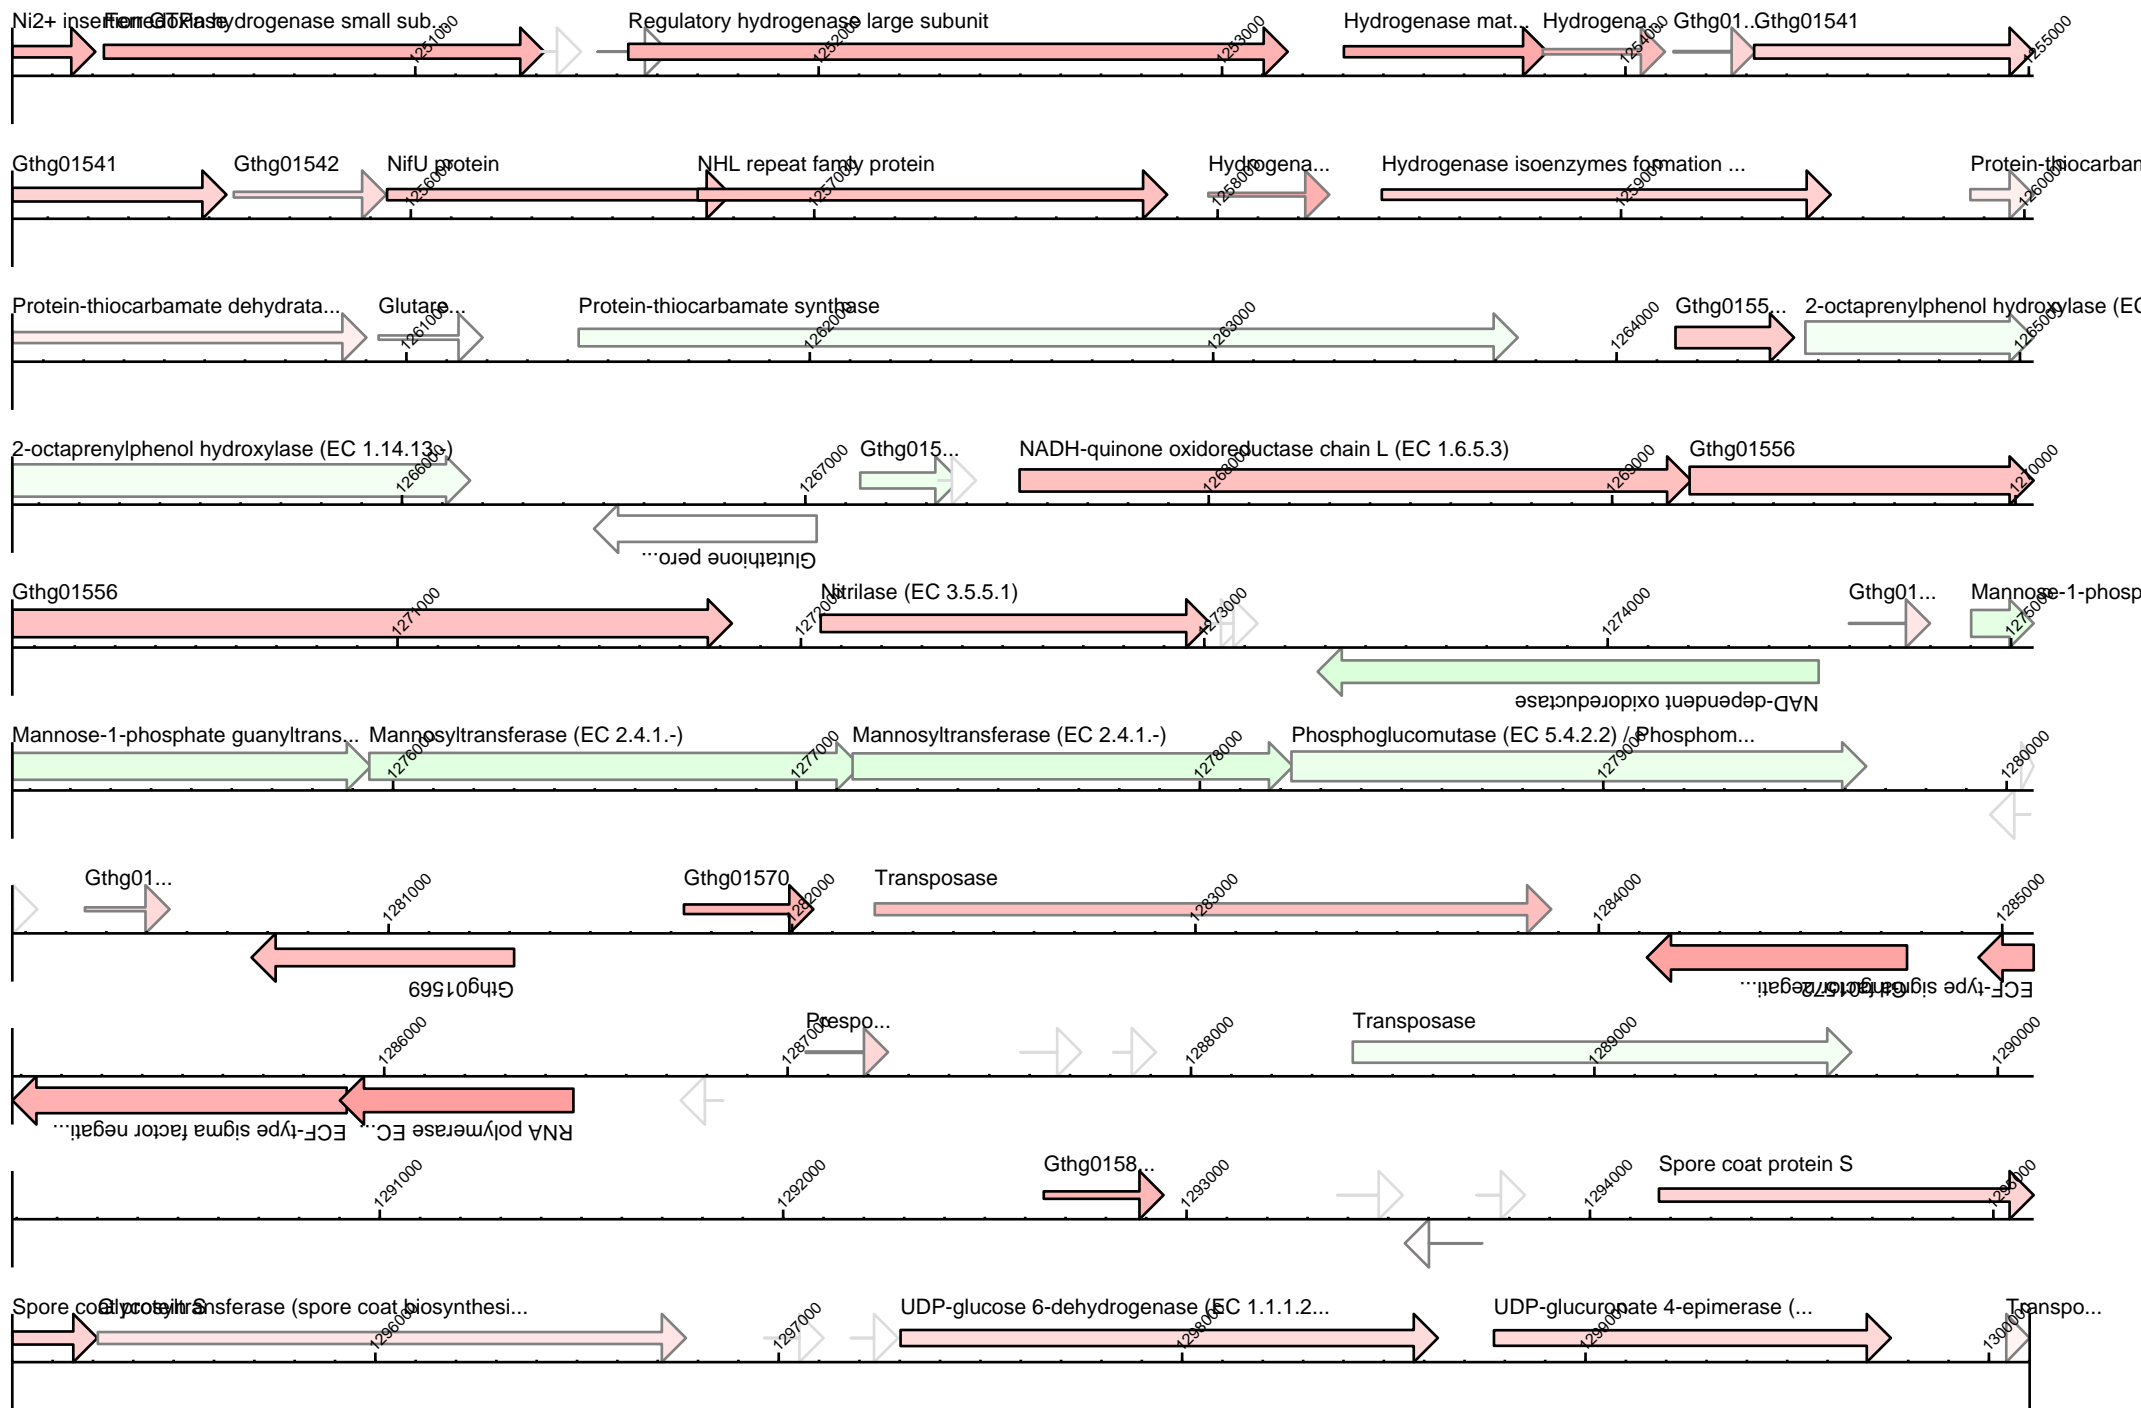 Ni2+ insertion GTPase Ferredoxin hydrogenase small sub... Regulatory hydrogenase large subunit Hydrogenase mat... Hydrogena... Gthg01... Gthg01541
1251000 1252000 1253000 1254000 1255000
Gthg01541 Gthg01542 NifU protein NHL repeat family protein Hydrogena... Hydrogenase isoenzymes formation ... Protein-thiocarbam
1256000 1257000 1258000 1259000 1260000
Protein-thiocarbamate dehydrata... Glutare... Protein-thiocarbamate synthase Gthg0155... 2-octaprenylphenol hydroxylase (EC
1261000 1262000 1263000 1264000 1265000
2-octaprenylphenol hydroxylase (EC 1.14.13.-) Gthg015... NADH-quinone oxidoreductase chain L (EC 1.6.5.3) Gthg01556
1266000 1267000 1268000 1269000 1270000
Glutathione pero...
Gthg01556 Nitrilase (EC 3.5.5.1) Gthg01... Mannose-1-phosp
1271000 1272000 1273000 1274000 1275000
NAD-dependent oxidoreductase
Mannose-1-phosphate guanyltrans... Mannosyltransferase (EC 2.4.1.-) Mannosyltransferase (EC 2.4.1.-) Phosphoglucomutase (EC 5.4.2.2) / Phosphom...
1276000 1277000 1278000 1279000 1280000
Gthg01... Gthg01570 Transposase
1281000 1282000 1283000 1284000 1285000
Gthg01569 Gthg01572 ECF-type sigma factor negati...
Prespo... Transposase
1286000 1287000 1288000 1289000 1290000
ECF-type sigma factor negati... RNA polymerase EC...
Gthg0158... Spore coat protein S
1291000 1292000 1293000 1294000 1295000
Spore coat protein S Glycosyltransferase (spore coat biosynthesi... UDP-glucose 6-dehydrogenase (EC 1.1.1.2... UDP-glucuronate 4-epimerase (... Transpo...
1296000 1297000 1298000 1299000 1300000